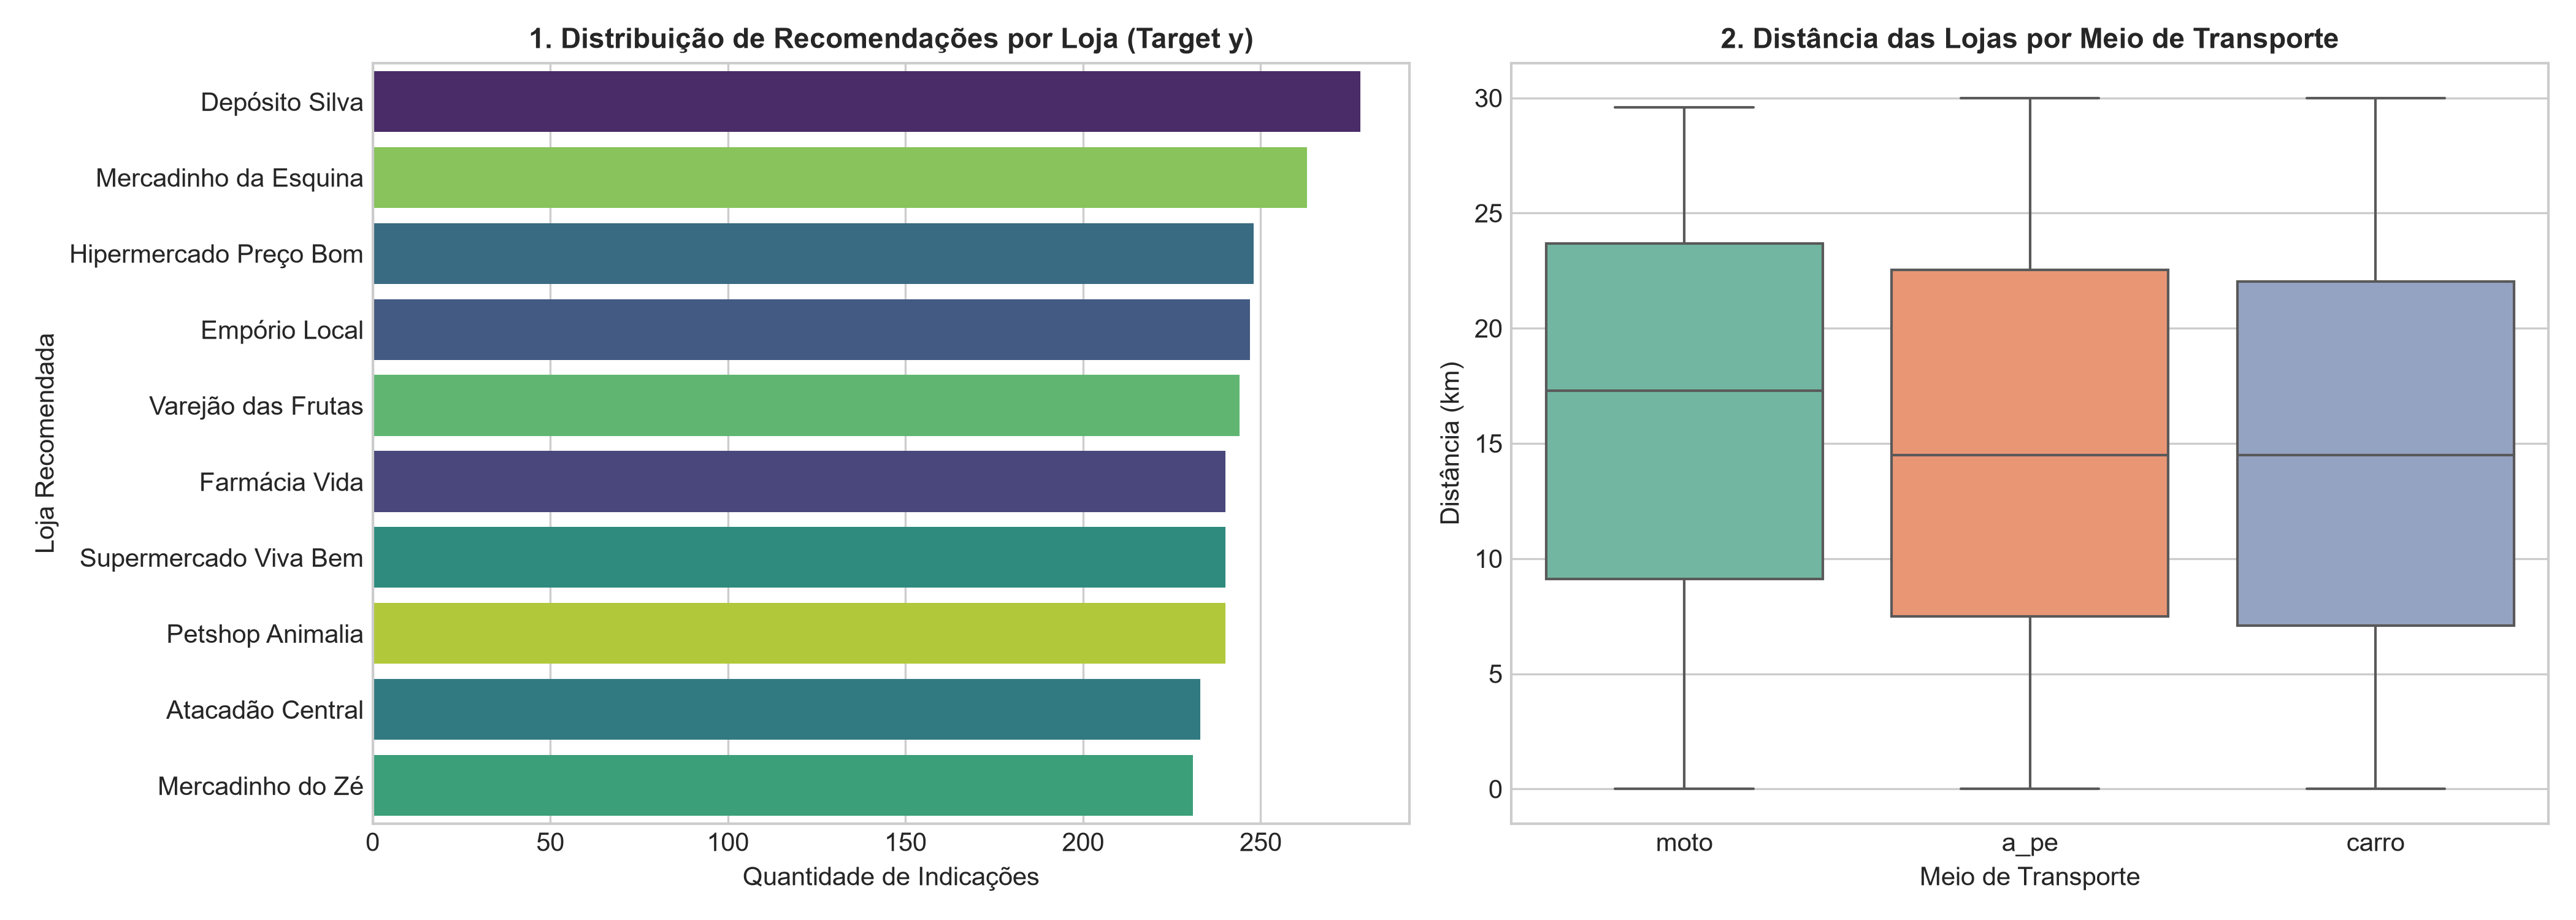 1. Distribuição de Recomendações por Loja (Target y)
Loja Recomendada
Depósito Silva
Mercadinho da Esquina
Hipermercado Preço Bom
Empório Local
Varejão das Frutas
Farmácia Vida
Supermercado Viva Bem
Petshop Animalia
Atacadão Central
Mercadinho do Zé
0 50 100 150 200 250
Quantidade de Indicações
2. Distância das Lojas por Meio de Transporte
Distância (km)
30
25
20
15
10
5
0
moto a_pe carro
Meio de Transporte